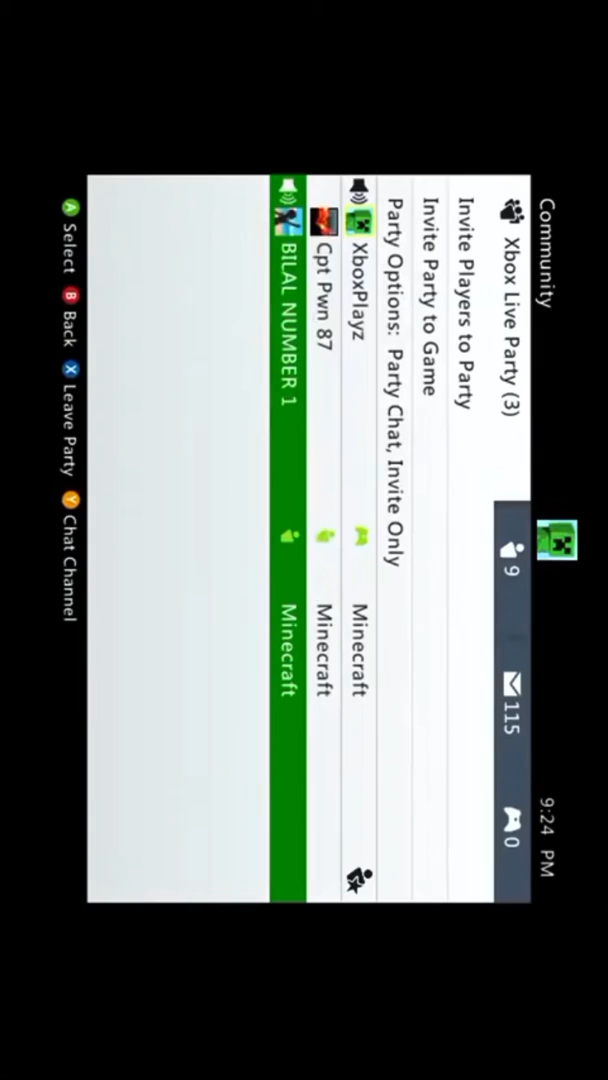 Community
9:24 PM
Xbox Live Party (3)
9
115
0
Invite Players to Party
Invite Party to Game
Party Options: Party Chat, Invite Only
XboxPlayz Minecraft
Cpt Pwn 87 Minecraft
BILAL NUMBER 1 Minecraft
A Select B Back X Leave Party Y Chat Channel